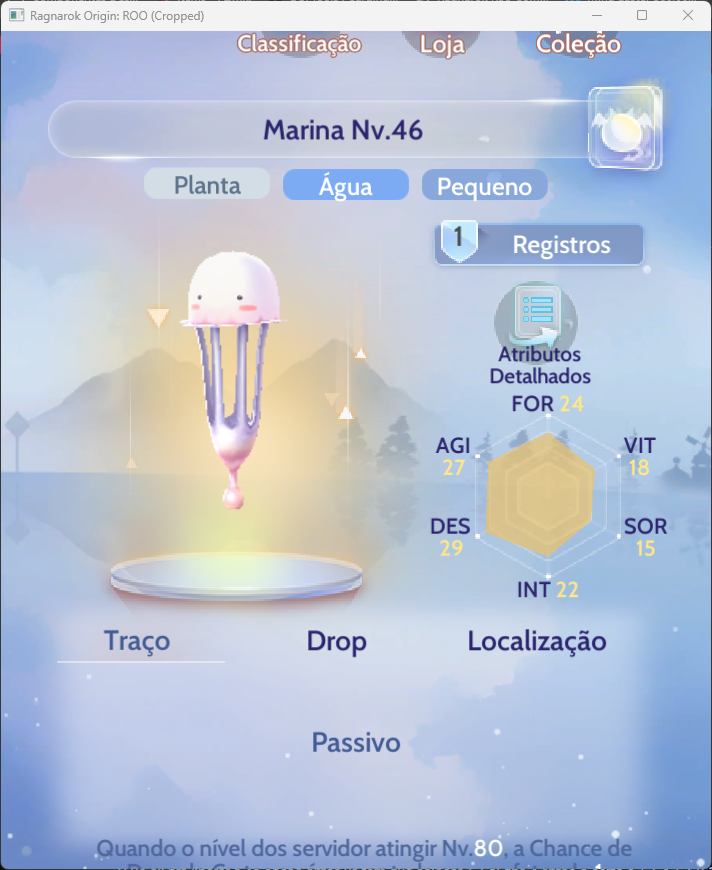 Ragnarok Origin: ROO (Cropped)
Classificação
Loja
Coleção
Marina Nv.46
Planta
Água
Pequeno
1
Registros
Atributos
Detalhados
FOR 24
AGI
27
VIT
18
DES
29
SOR
15
INT 22
Traço
Drop
Localização
Passivo
Quando o nível dos servidor atingir Nv.80, a Chance de